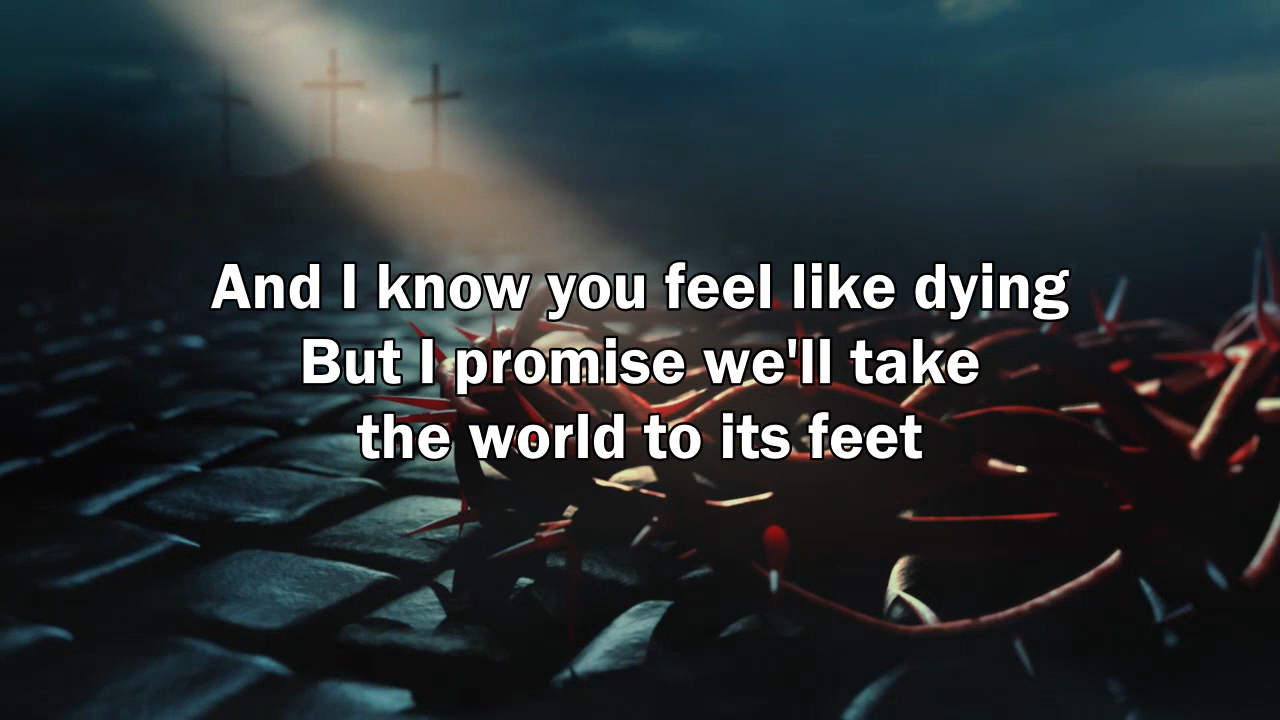 And I know you feel like dying
But I promise we'll take
the world to its feet